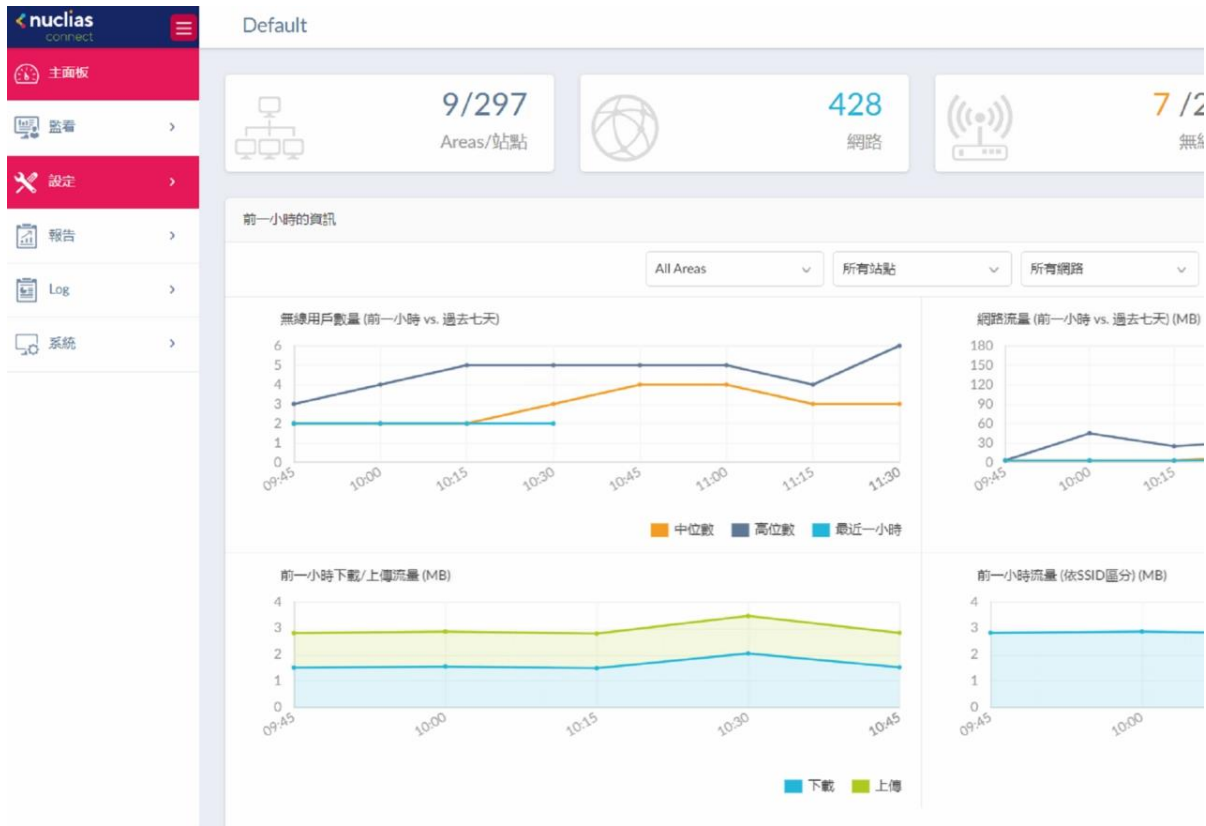 nuclias
connect
Default
主面板
監看
設定
報告
Log
系統
9/297
Areas/站點
428
網路
7 /2
無線
前一小時的資訊
All Areas
所有站點
所有網路
無線用戶數量 (前一小時 vs. 過去七天)
6
5
4
3
2
1
0
09:45 10:00 10:15 10:30 10:45 11:00 11:15 11:30
中位數 高位數 最近一小時
網路流量 (前一小時 vs. 過去七天) (MB)
180
150
120
90
60
30
0
09:45 10:00 10:15
前一小時下載/上傳流量 (MB)
4
3
2
1
0
09:45 10:00 10:15 10:30 10:45
下載 上傳
前一小時流量 (依SSID區分) (MB)
4
3
2
1
0
09:45 10:00